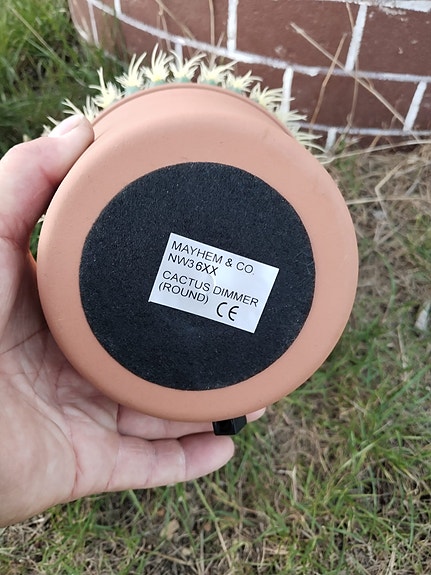 MAYHEM & CO.
NW3 6XX
CACTUS DIMMER
(ROUND) CE